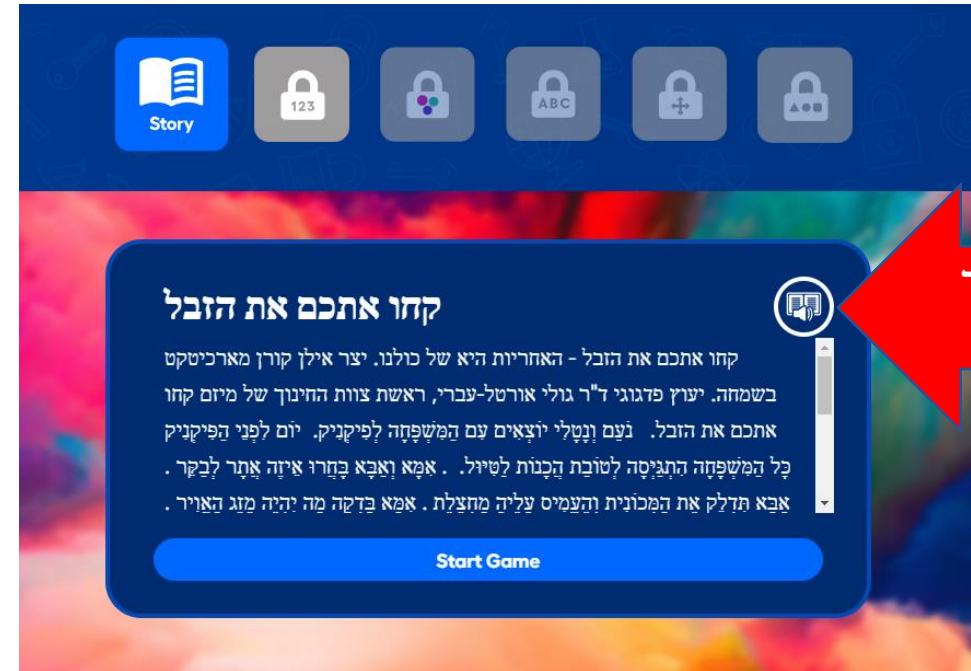 Story
123
ABC
קחו אתכם את הזבל
קחו אתכם את הזבל - האחריות היא של כולנו. יצר אילן קורן מארכיטקט
בשמחה. יעוץ פדגוגי ד"ר גולי אורטל-עברי, ראשת צוות החינוך של מיזם קחו
אתכם את הזבל. נֹעַם וְנָטָלִי יוֹצְאִים עִם הַמִּשְׁפָּחָה לְפִיקְנִיק. יוֹם לִפְנֵי הַפִּיקְנִיק
כָּל הַמִּשְׁפָּחָה הִתְגַּיְּסָה לְטוֹבַת הֲכָנוֹת לַטִּיּוּל. . אִמָּא וְאַבָּא בָּחֲרוּ אֵיזֶה אֲתָר לְבַקֵּר .
אַבָּא תִּדְלֵק אֶת הַמְּכוֹנִית וְהֶעֱמִיס עָלֶיהָ מַחְצֶלֶת . אִמָּא בָּדְקָה מַה יִּהְיֶה מֶזֶג הָאֲוִיר .
Start Game